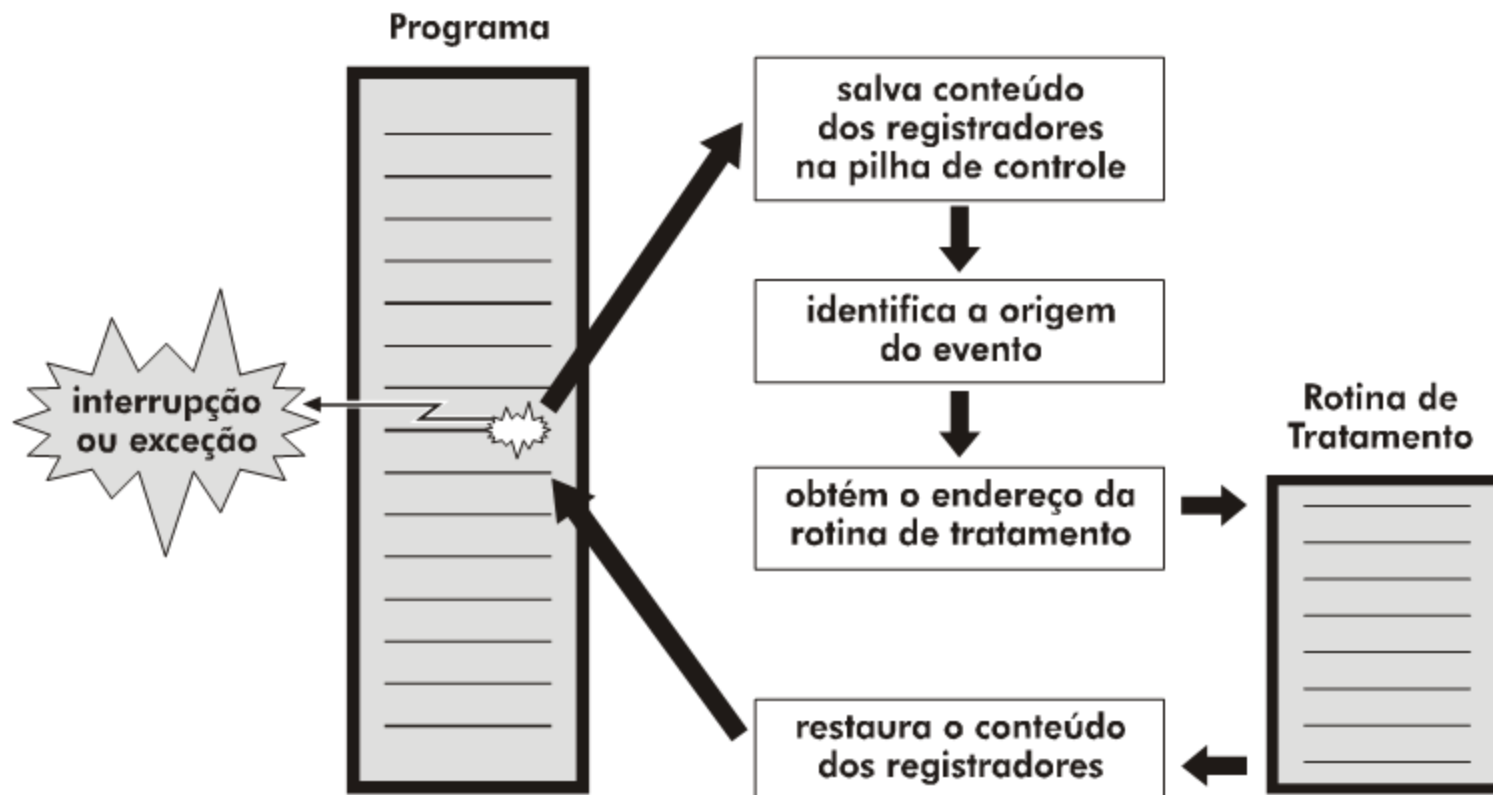 Programa
salva conteúdo
dos registradores
na pilha de controle
identifica a origem
do evento
interrupção
ou exceção
Rotina de
Tratamento
obtém o endereço da
rotina de tratamento
restaura o conteúdo
dos registradores